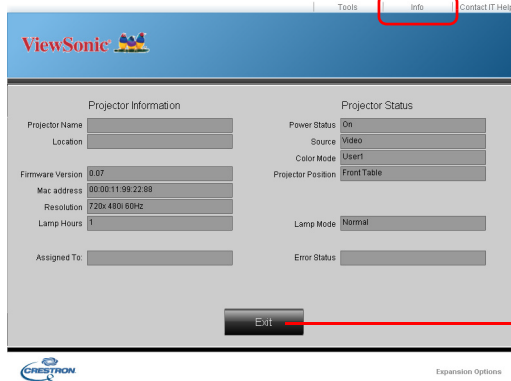 Tools Info Contact IT Help
ViewSonic
Projector Information
Projector Name
Location
Firmware Version 0.07
Mac address 00:00:11:99:22:88
Resolution 720x 480i 60Hz
Lamp Hours 1
Assigned To:
Projector Status
Power Status On
Source Video
Color Mode User1
Projector Position Front Table
Lamp Mode Normal
Error Status
Exit
CRESTRON
Expansion Options